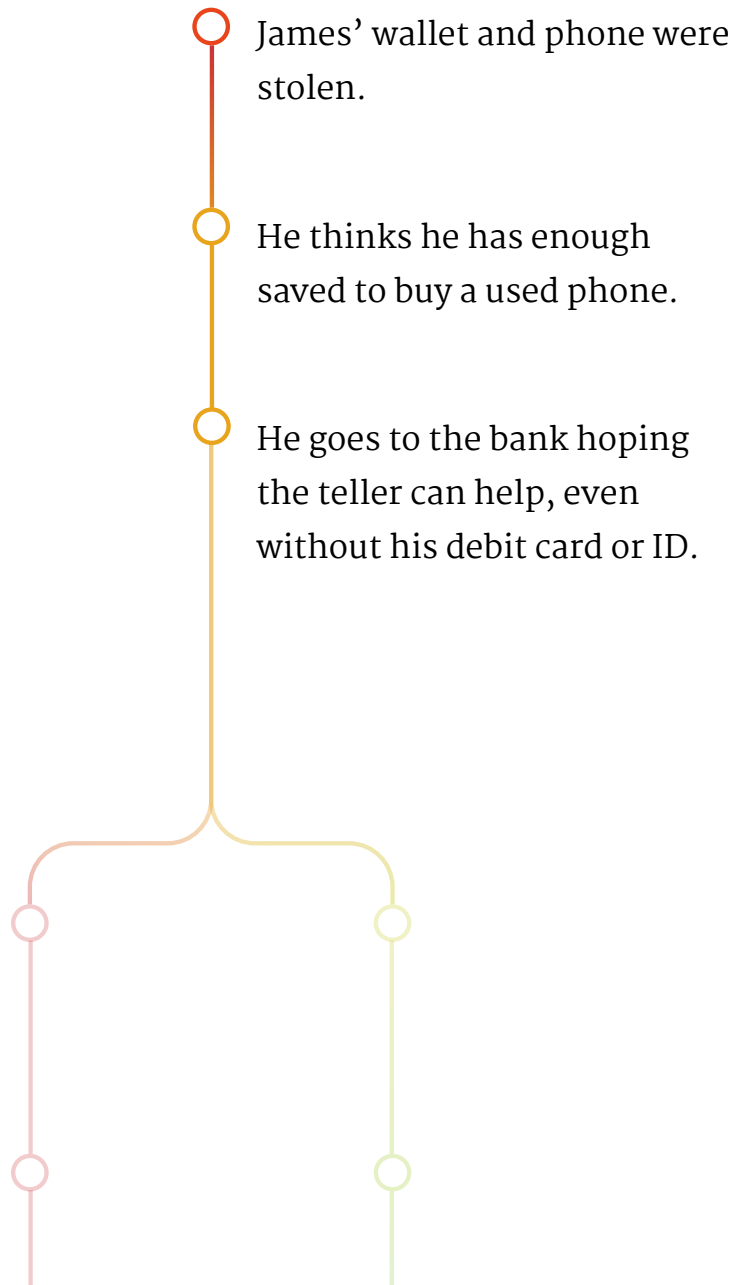 James’ wallet and phone were
stolen.
He thinks he has enough
saved to buy a used phone.
He goes to the bank hoping
the teller can help, even
without his debit card or ID.